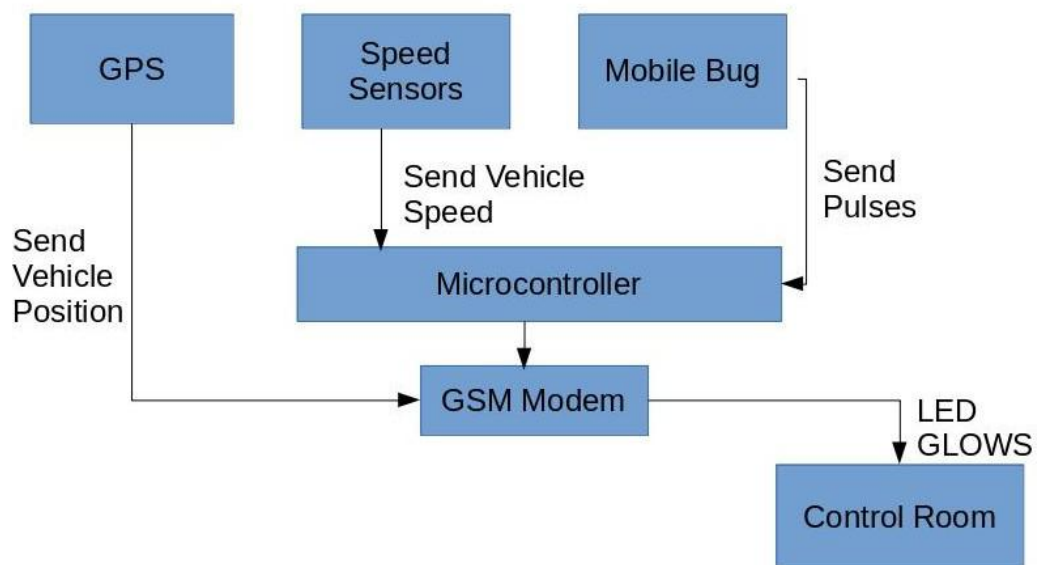 GPS
Speed
Sensors
Mobile Bug
Send Vehicle
Speed
Send
Pulses
Send
Vehicle
Position
Microcontroller
GSM Modem
LED
GLOWS
Control Room